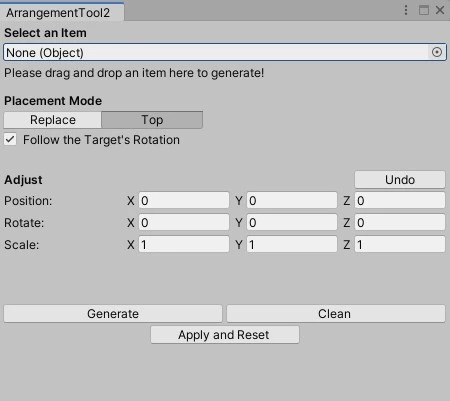 ArrangementTool2
Select an Item
None (Object)
Please drag and drop an item here to generate!
Placement Mode
Replace Top
Follow the Target's Rotation
Adjust Undo
Position: X 0 Y 0 Z 0
Rotate: X 0 Y 0 Z 0
Scale: X 1 Y 1 Z 1
Generate Clean
Apply and Reset